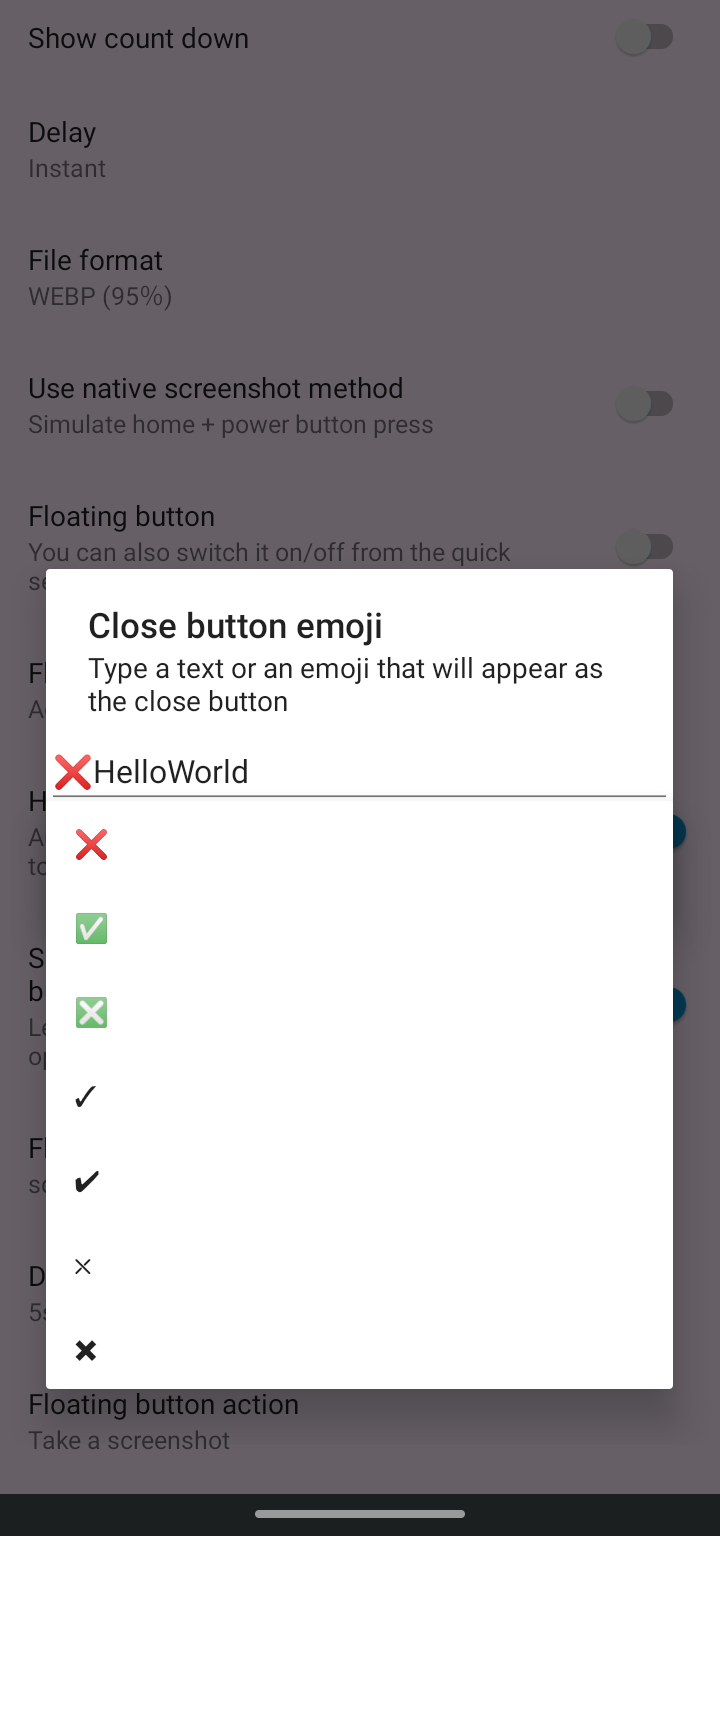 Show count down
Delay
Instant
File format
WEBP (95%)
Use native screenshot method
Simulate home + power button press
Floating button
You can also switch it on/off from the quick
Close button emoji
Type a text or an emoji that will appear as
the close button
❌HelloWorld
❌
✅
❎
✓
✔
⨉
✖
Floating button action
Take a screenshot